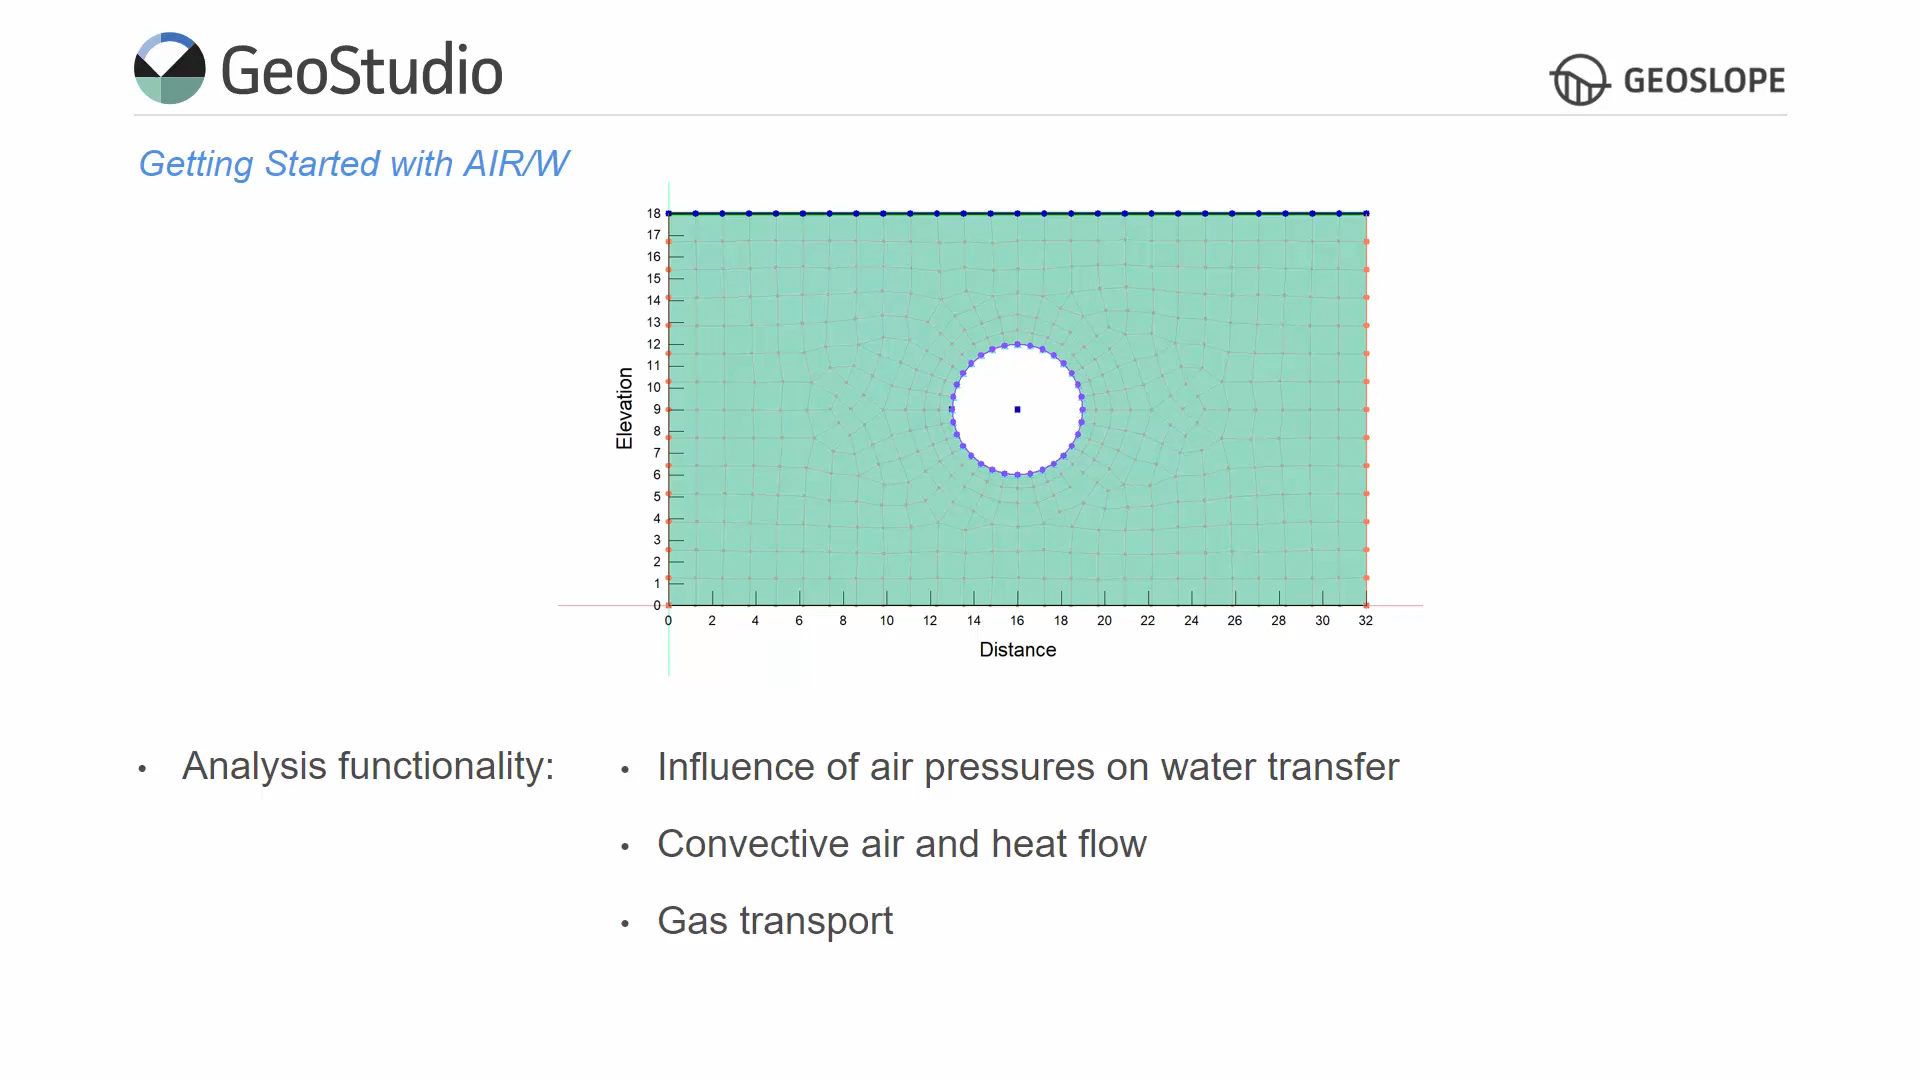 GeoStudio
GEOSLOPE
Getting Started with AIR/W
18
17
16
15
14
13
12
11
10
9
8
7
6
5
4
3
2
1
0
Elevation
0 2 4 6 8 10 12 14 16 18 20 22 24 26 28 30 32
Distance
• Analysis functionality:
• Influence of air pressures on water transfer
• Convective air and heat flow
• Gas transport